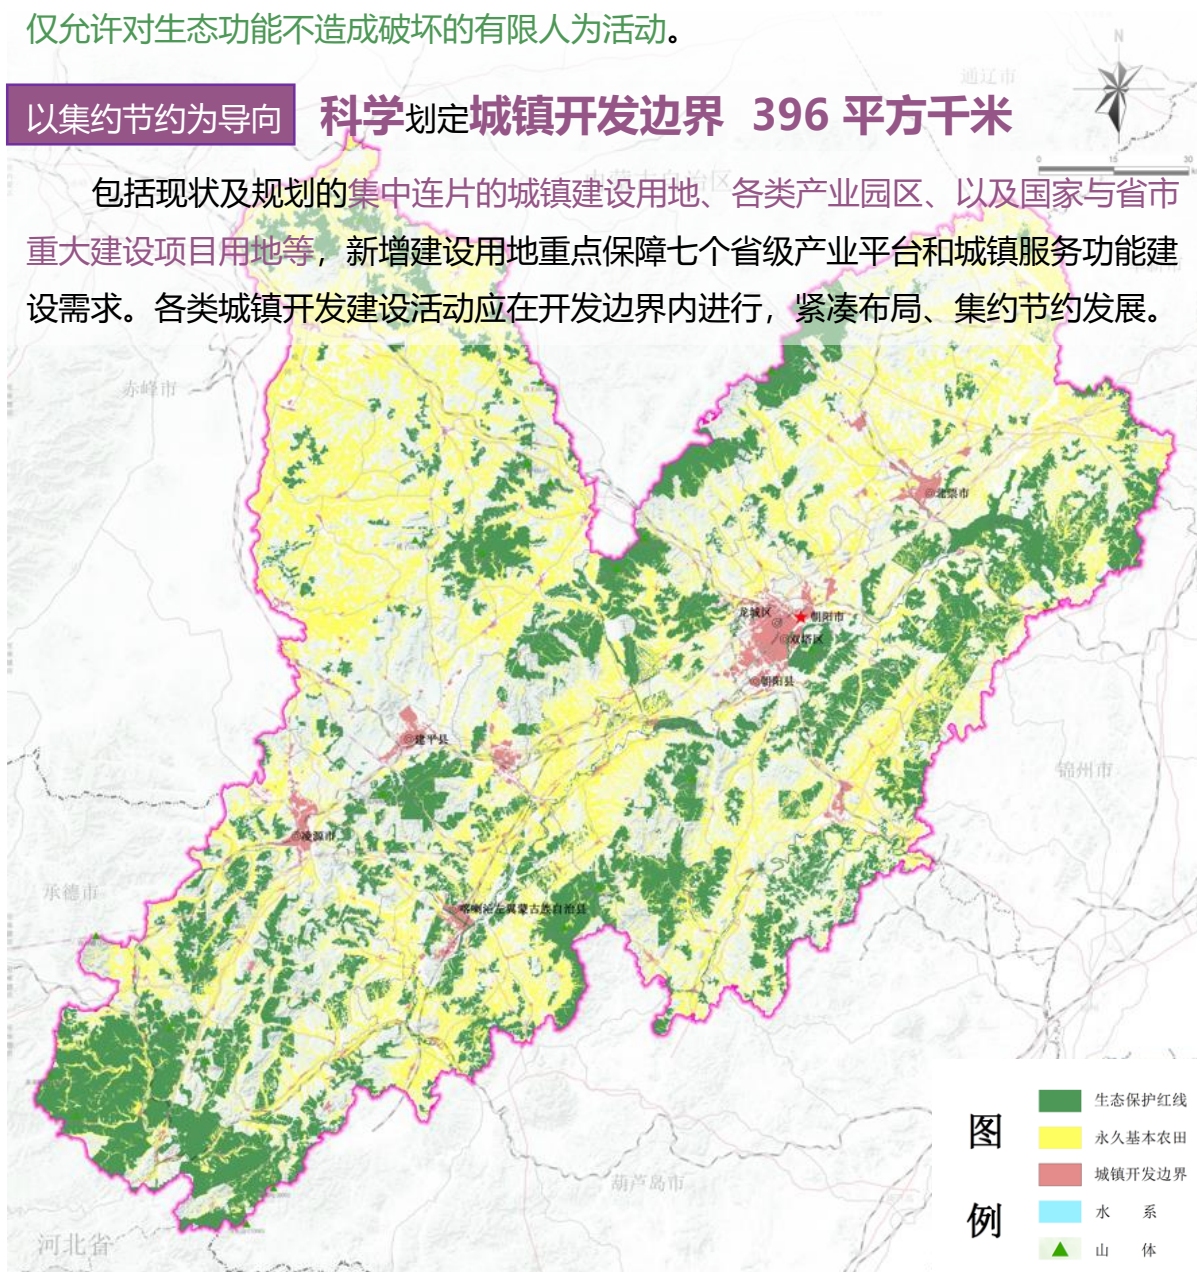 仅允许对生态功能不造成破坏的有限人为活动。
以集约节约为导向 科学划定城镇开发边界 396 平方千米
包括现状及规划的集中连片的城镇建设用地、各类产业园区、以及国家与省市
重大建设项目用地等，新增建设用地重点保障七个省级产业平台和城镇服务功能建
设需求。各类城镇开发建设活动应在开发边界内进行，紧凑布局、集约节约发展。
N
通辽市
0 15 30
内蒙古自治区
赤峰市
北票市
龙城区
朝阳市
双塔区
朝阳县
建平县
锦州市
凌源市
承德市
喀喇沁左翼蒙古族自治县
葫芦岛市
河北省
图例
生态保护红线
永久基本农田
城镇开发边界
水系
山体